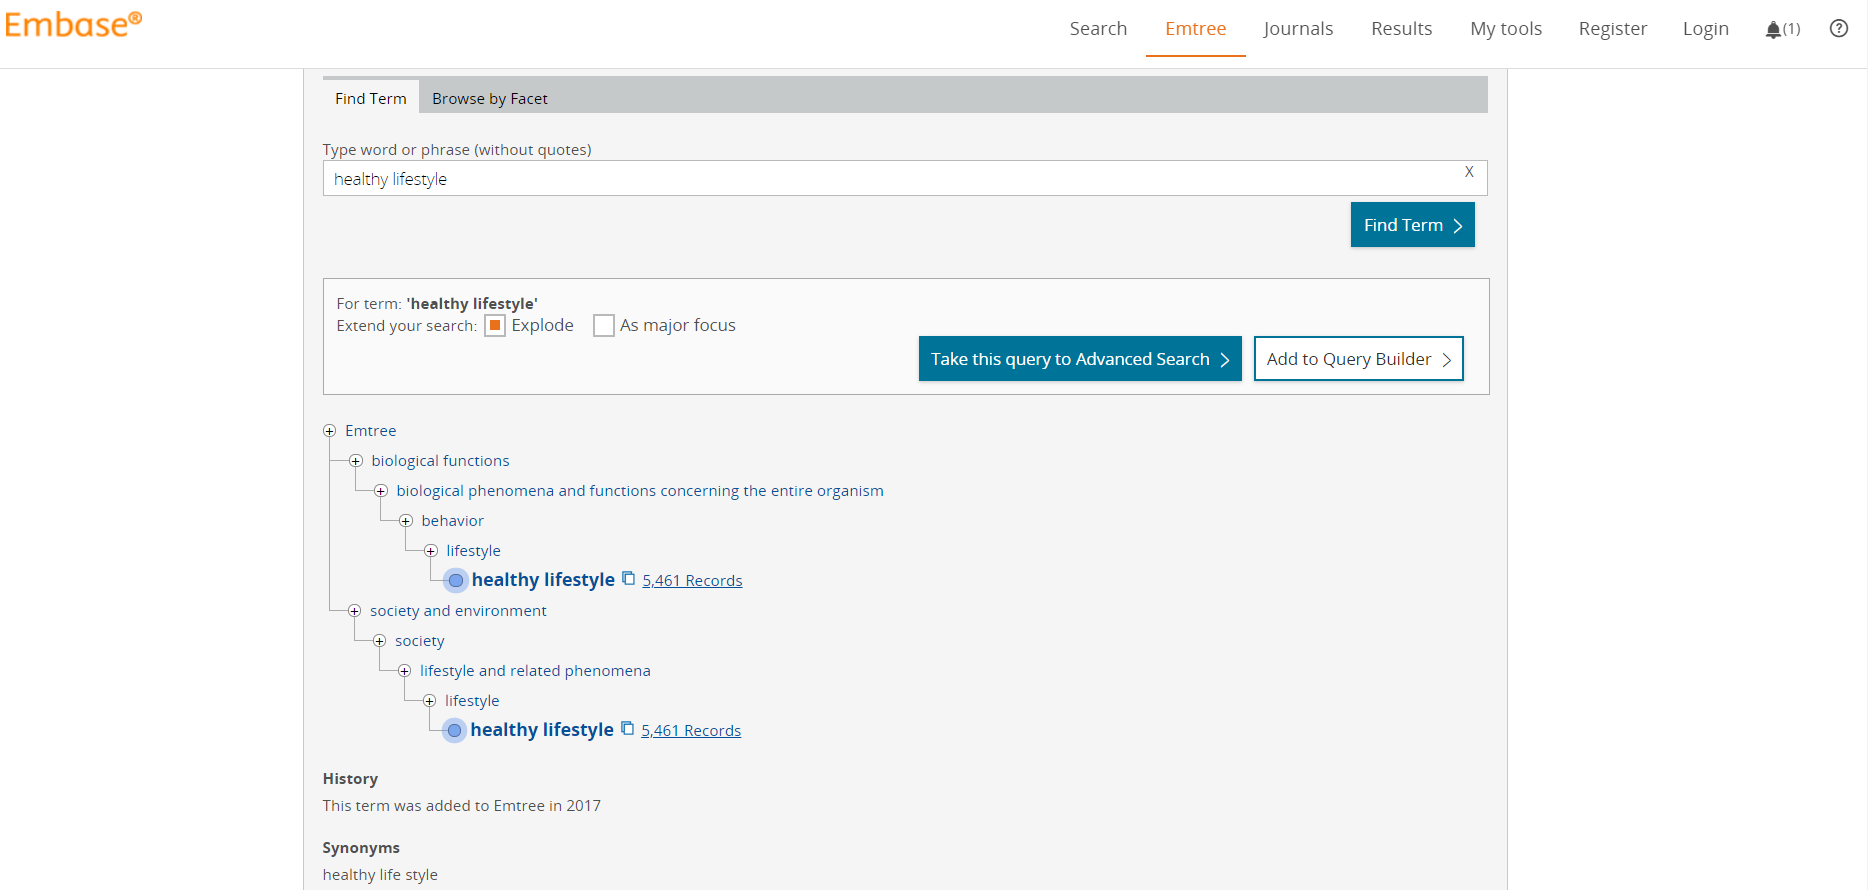 Embase®
Search Emtree Journals Results My tools Register Login (1) ?
Find Term Browse by Facet
Type word or phrase (without quotes)
healthy lifestyle X
Find Term
For term: 'healthy lifestyle'
Extend your search: Explode As major focus
Take this query to Advanced Search Add to Query Builder
Emtree
biological functions
biological phenomena and functions concerning the entire organism
behavior
lifestyle
healthy lifestyle 5,461 Records
society and environment
society
lifestyle and related phenomena
lifestyle
healthy lifestyle 5,461 Records
History
This term was added to Emtree in 2017
Synonyms
healthy life style